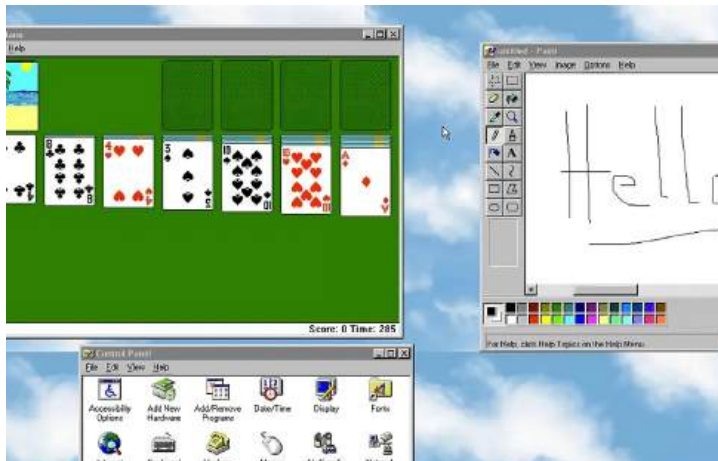 Help
Score: 0 Time: 285
untitled - Paint
File Edit View Image Options Help
Hello
For Help, click Help Topics on the Help Menu.
Control Panel
File Edit View Help
Accessibility Options
Add New Hardware
Add/Remove Programs
Date/Time
Display
Fonts